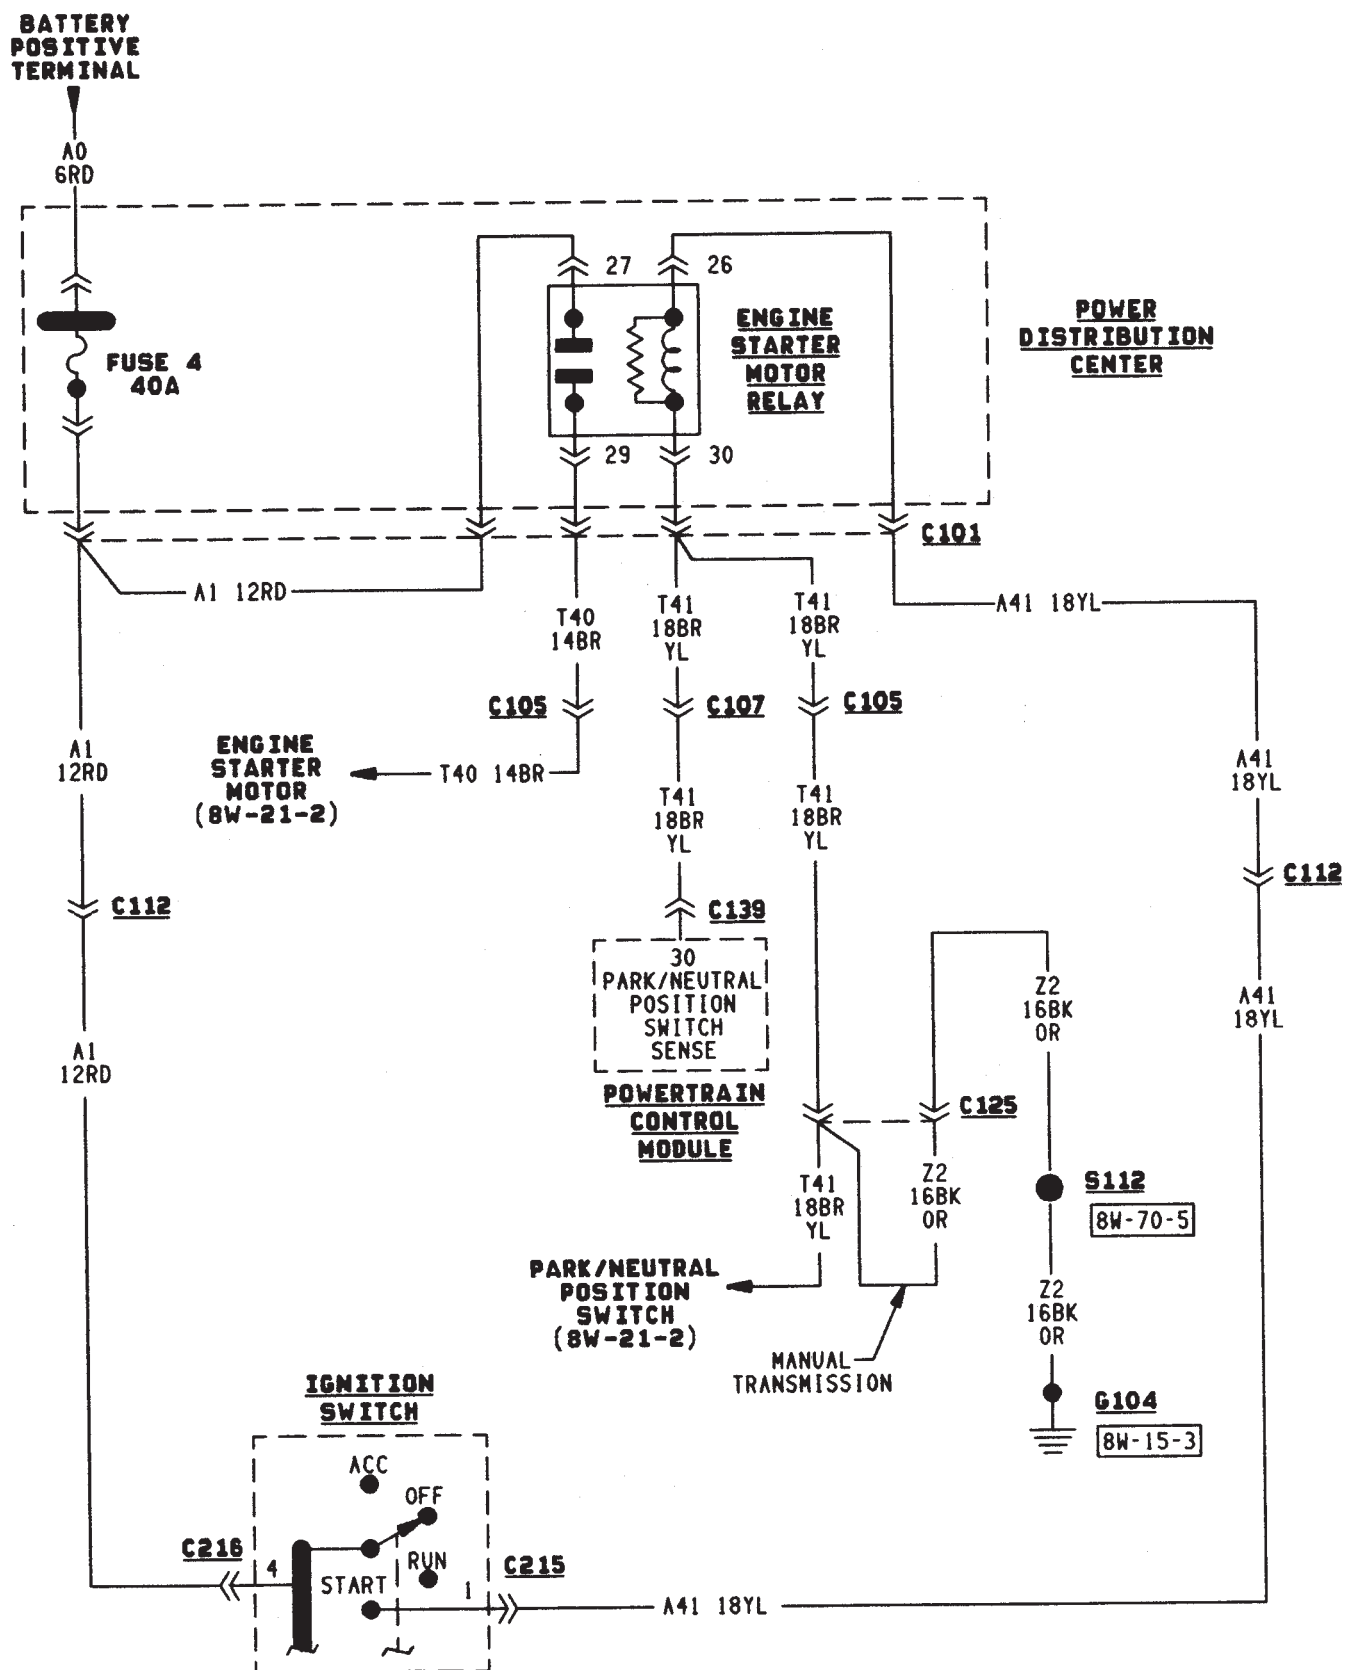 BATTERY
POSITIVE
TERMINAL
A0
6RD
27
26
FUSE 4
40A
ENGINE
STARTER
MOTOR
RELAY
POWER
DISTRIBUTION
CENTER
29
30
C101
A1 12RD
T40
14BR
T41
18BR
YL
T41
18BR
YL
A41 18YL
C105
C107
C105
A1
12RD
ENGINE
STARTER
MOTOR
(8W-21-2)
T40 14BR
T41
18BR
YL
T41
18BR
YL
A41
18YL
C112
C112
C139
30
PARK/NEUTRAL
POSITION
SWITCH
SENSE
POWERTRAIN
CONTROL
MODULE
Z2
16BK
OR
A41
18YL
A1
12RD
C125
T41
18BR
YL
Z2
16BK
OR
S112
8W-70-5
PARK/NEUTRAL
POSITION
SWITCH
(8W-21-2)
Z2
16BK
OR
MANUAL
TRANSMISSION
G104
8W-15-3
IGNITION
SWITCH
ACC
OFF
C216
4
RUN
START
1
C215
A41 18YL